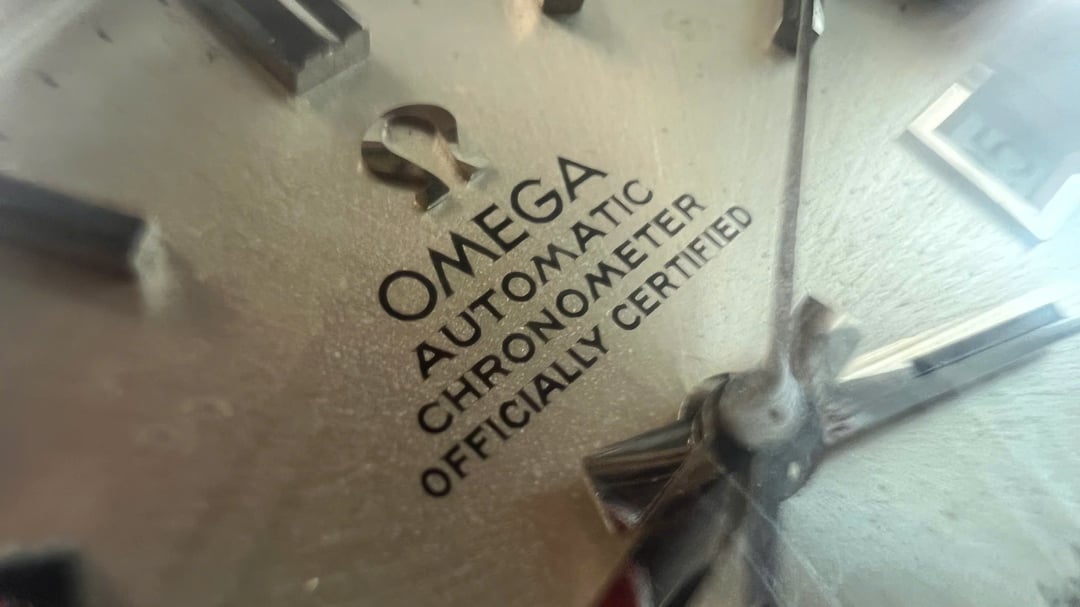 OMEGA
AUTOMATIC
CHRONOMETER
OFFICIALLY CERTIFIED